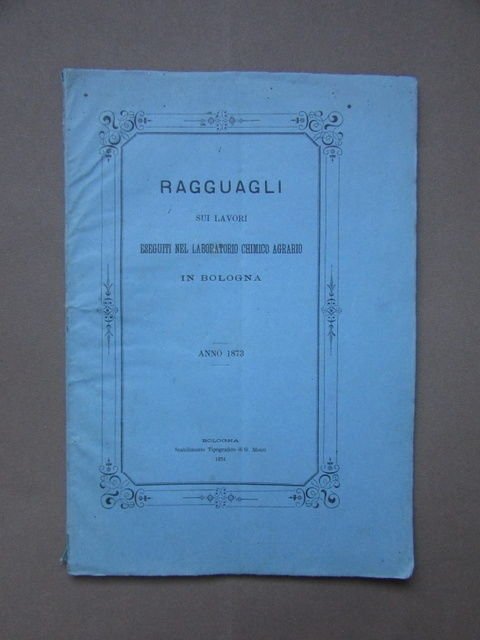 RAGGUAGLI
SUI LAVORI
ESEGUITI NEL LABORATORIO CHIMICO AGRARIO
IN BOLOGNA
ANNO 1873
BOLOGNA
Stabilimento Tipografico di G. Monti
1874